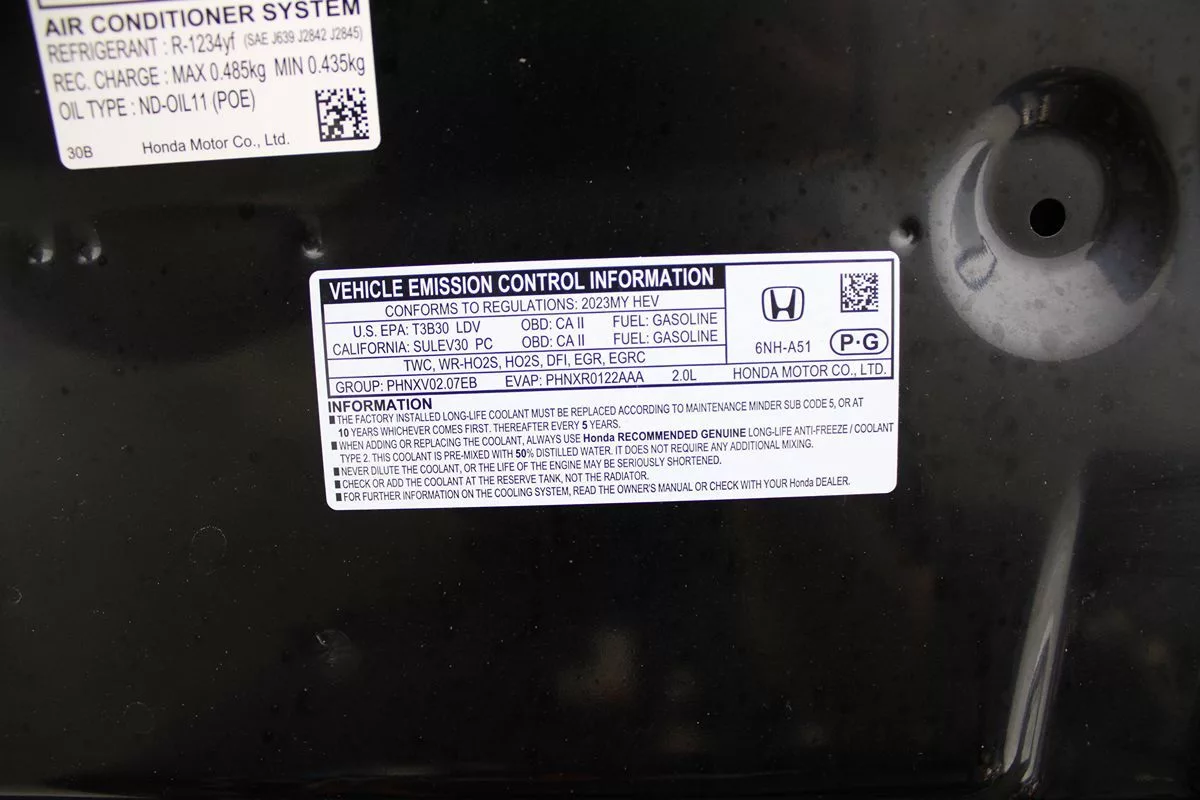 AIR CONDITIONER SYSTEM
REFRIGERANT : R-1234yf (SAE J639 J2842 J2845)
REC. CHARGE : MAX 0.485kg MIN 0.435kg
OIL TYPE : ND-OIL11 (POE)
30B Honda Motor Co., Ltd.
VEHICLE EMISSION CONTROL INFORMATION
CONFORMS TO REGULATIONS: 2023MY HEV
U.S. EPA: T3B30 LDV OBD: CA II FUEL: GASOLINE
CALIFORNIA: SULEV30 PC OBD: CA II FUEL: GASOLINE
TWC, WR-HO2S, HO2S, DFI, EGR, EGRC
GROUP: PHNXV02.07EB EVAP: PHNXR0122AAA 2.0L
6NH-A51 P·G
HONDA MOTOR CO., LTD.
INFORMATION
■ THE FACTORY INSTALLED LONG-LIFE COOLANT MUST BE REPLACED ACCORDING TO MAINTENANCE MINDER SUB CODE 5, OR AT
10 YEARS WHICHEVER COMES FIRST. THEREAFTER EVERY 5 YEARS.
■ WHEN ADDING OR REPLACING THE COOLANT, ALWAYS USE Honda RECOMMENDED GENUINE LONG-LIFE ANTI-FREEZE / COOLANT
TYPE 2. THIS COOLANT IS PRE-MIXED WITH 50% DISTILLED WATER. IT DOES NOT REQUIRE ANY ADDITIONAL MIXING.
■ NEVER DILUTE THE COOLANT, OR THE LIFE OF THE ENGINE MAY BE SERIOUSLY SHORTENED.
■ CHECK OR ADD THE COOLANT AT THE RESERVE TANK, NOT THE RADIATOR.
■ FOR FURTHER INFORMATION ON THE COOLING SYSTEM, READ THE OWNER'S MANUAL OR CHECK WITH YOUR Honda DEALER.